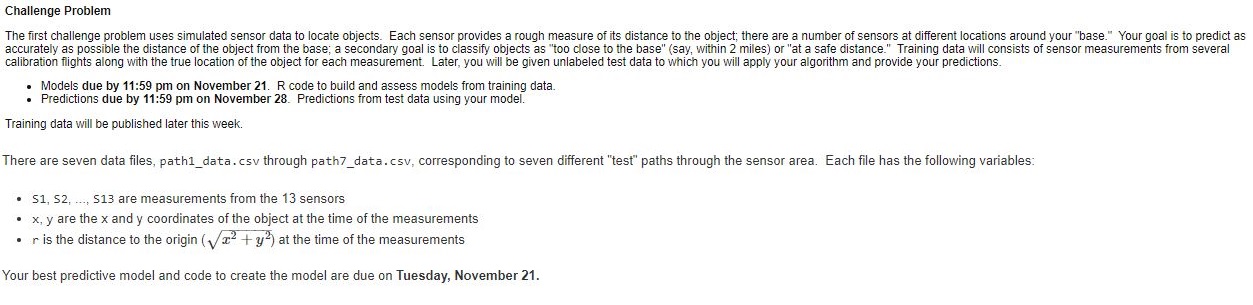 Challenge Problem
The first challenge problem uses simulated sensor data to locate objects.  Each sensor provides a rough measure of its distance to the object; there are a number of sensors at different locations around your "base."  Your goal is to predict as
accurately as possible the distance of the object from the base; a secondary goal is to classify objects as "too close to the base" (say, within 2 miles) or "at a safe distance."  Training data will consists of sensor measurements from several
calibration flights along with the true location of the object for each measurement.  Later, you will be given unlabeled test data to which you will apply your algorithm and provide your predictions.
• Models due by 11:59 pm on November 21.  R code to build and assess models from training data.
• Predictions due by 11:59 pm on November 28.  Predictions from test data using your model.
Training data will be published later this week.
There are seven data files, path1_data.csv through path7_data.csv, corresponding to seven different "test" paths through the sensor area.  Each file has the following variables:
• S1, S2, ..., S13 are measurements from the 13 sensors
• x, y are the x and y coordinates of the object at the time of the measurements
• r is the distance to the origin (√x² + y²) at the time of the measurements
Your best predictive model and code to create the model are due on Tuesday, November 21.